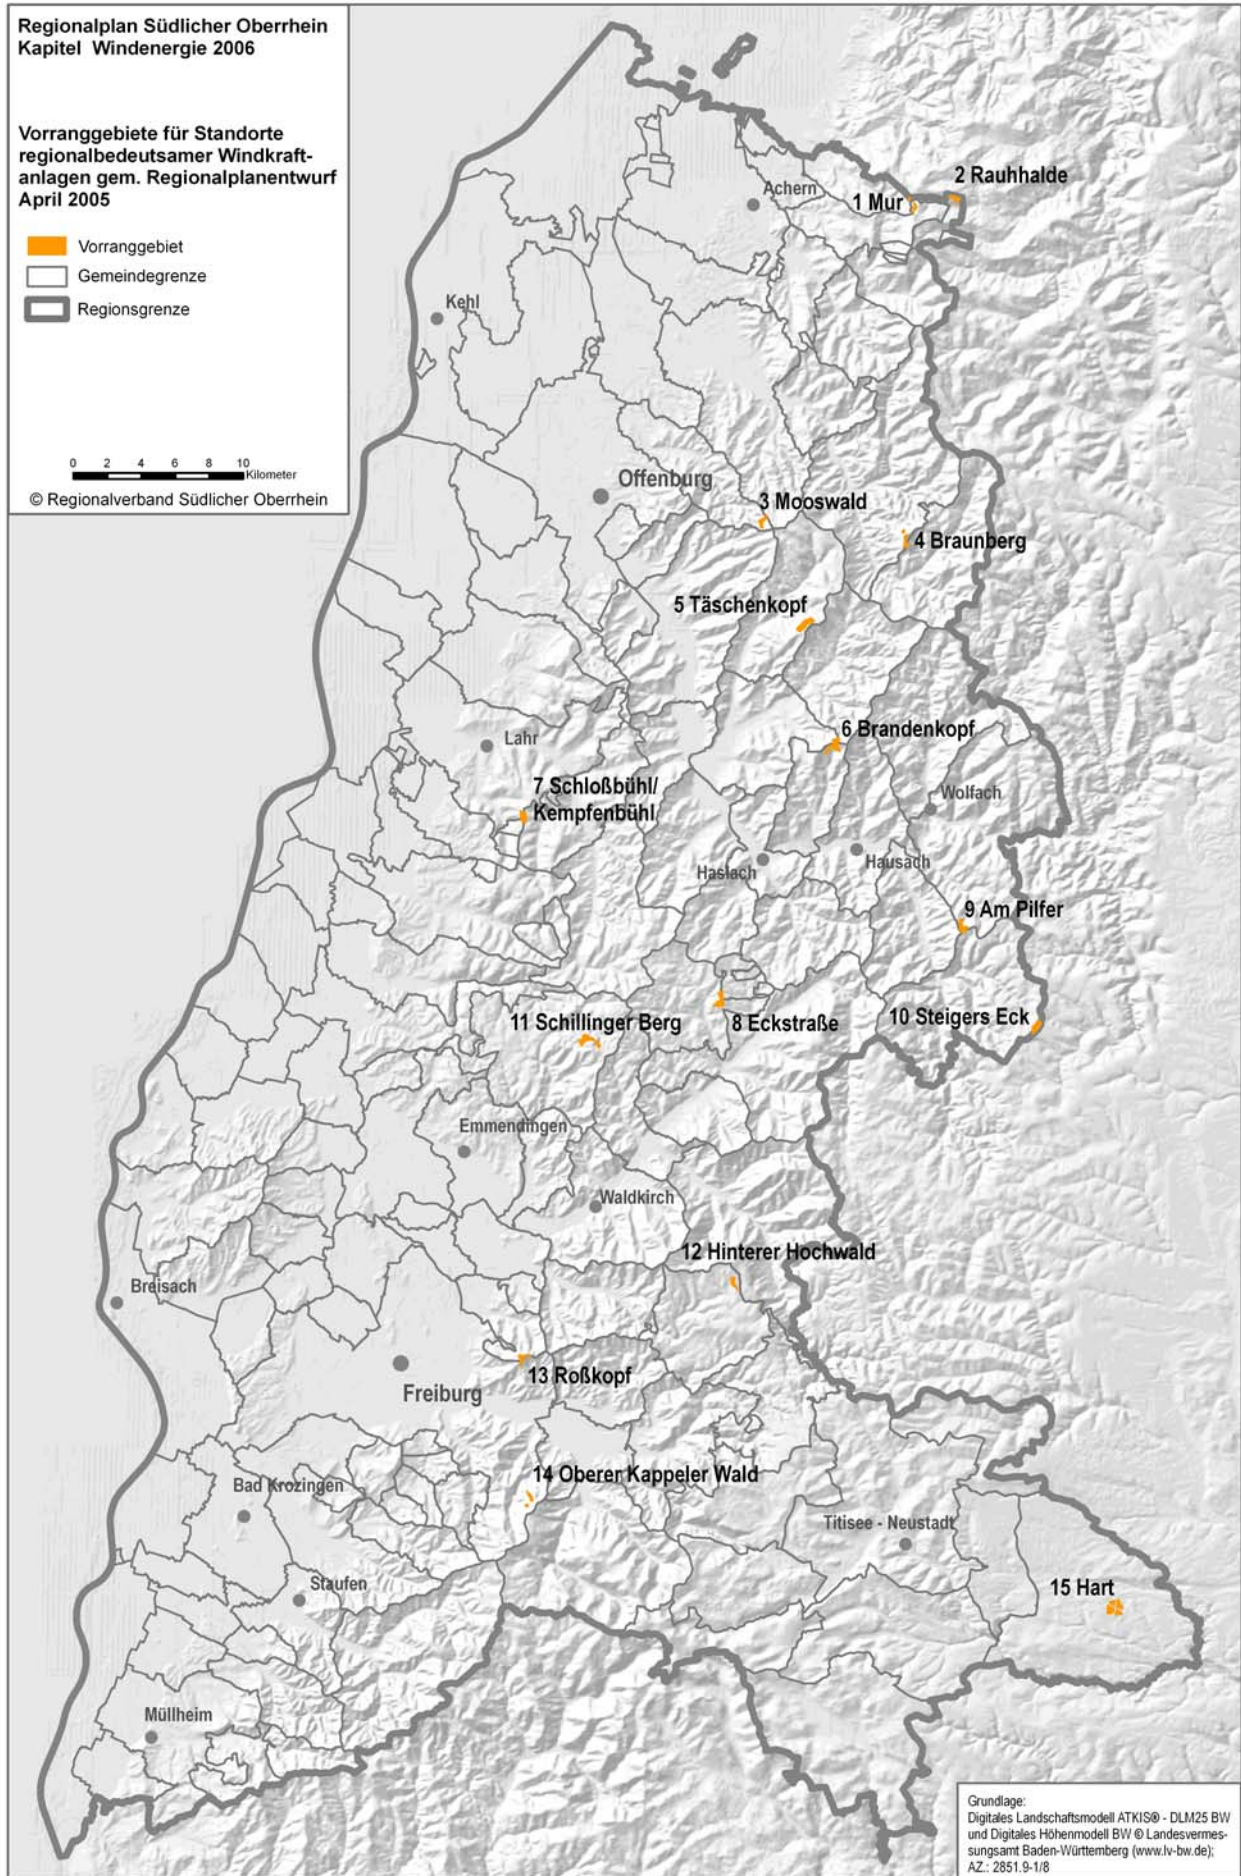 Regionalplan Südlicher Oberrhein
Kapitel Windenergie 2006
Vorranggebiete für Standorte
regionalbedeutsamer Windkraft-
anlagen gem. Regionalplanentwurf
April 2005
Vorranggebiet
Gemeindegrenze
Regionsgrenze
0 2 4 6 8 10
Kilometer
© Regionalverband Südlicher Oberrhein
2 Rauhhalde
Achern
1 Mur
Kehl
Offenburg
3 Mooswald
4 Braunberg
5 Täschenkopf
6 Brandenkopf
Lahr
7 Schloßbühl/
Kempfenbühl
Wolfach
Hausach
Haslach
9 Am Pilfer
10 Steigers Eck
8 Eckstraße
11 Schillinger Berg
Emmendingen
Waldkirch
12 Hinterer Hochwald
Breisach
13 Roßkopf
Freiburg
14 Oberer Kappeler Wald
Bad Krozingen
Titisee - Neustadt
Staufen
15 Hart
Müllheim
Grundlage:
Digitales Landschaftsmodell ATKIS® - DLM25 BW
und Digitales Höhenmodell BW © Landesvermes-
sungsamt Baden-Württemberg (www.lv-bw.de);
AZ.: 2851.9-1/8